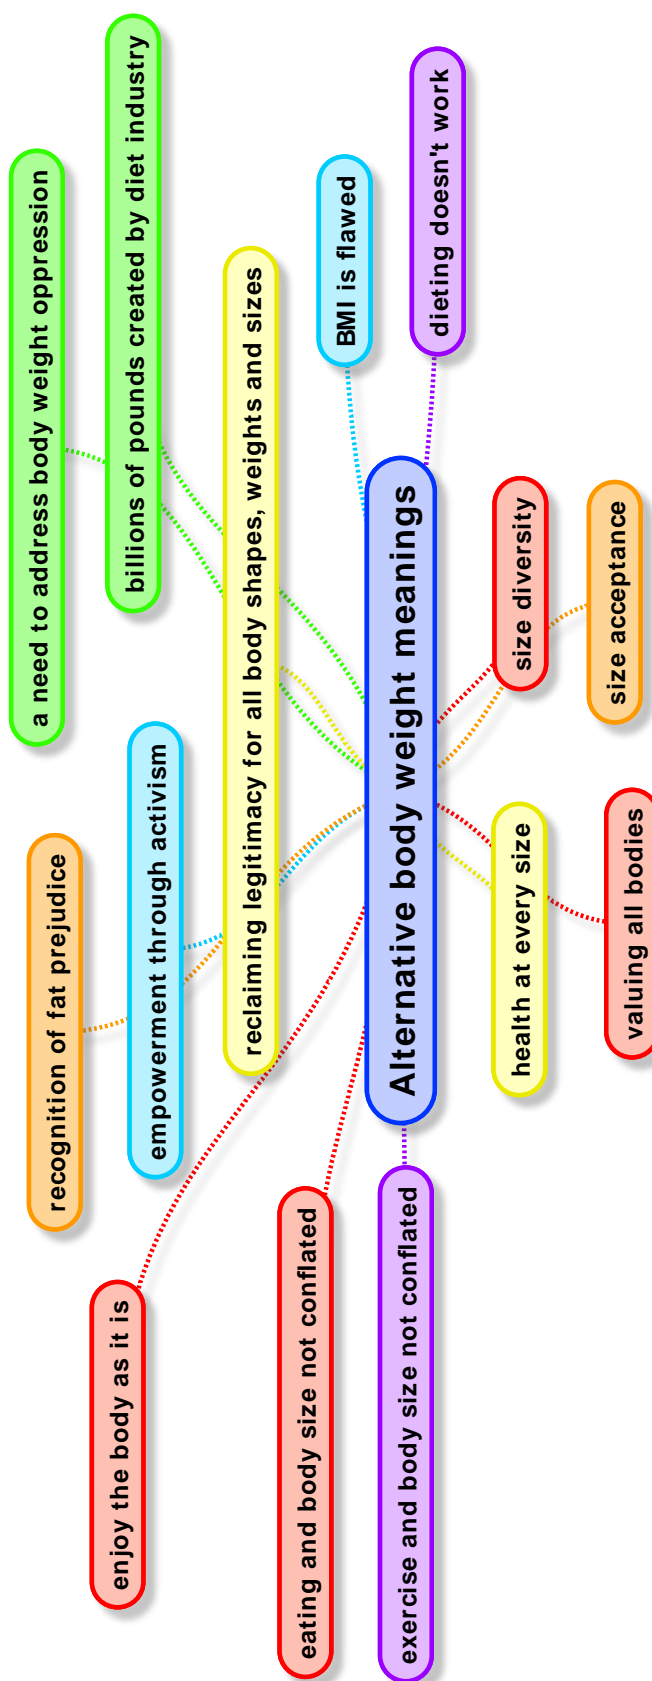 a need to address body weight oppression
billions of pounds created by diet industry
recognition of fat prejudice
empowerment through activism
enjoy the body as it is
reclaiming legitimacy for all body shapes, weights and sizes
eating and body size not conflated
BMI is flawed
exercise and body size not conflated
Alternative body weight meanings
dieting doesn't work
health at every size
size diversity
valuing all bodies
size acceptance